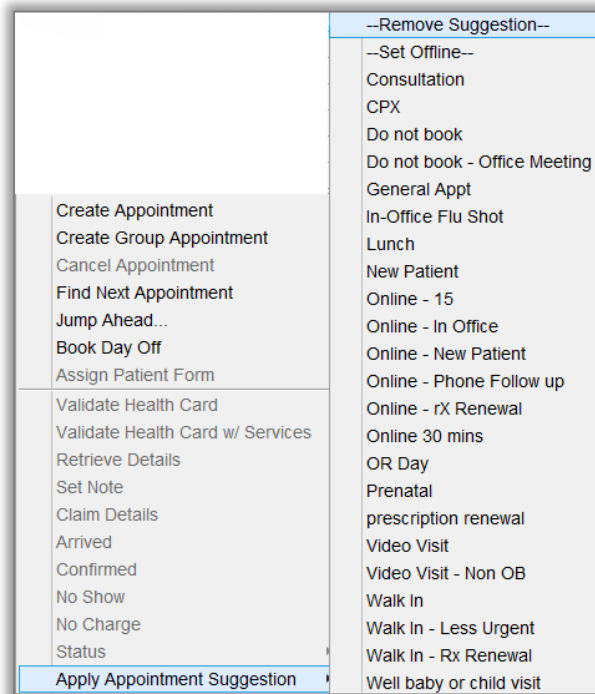 Create Appointment
Create Group Appointment
Cancel Appointment
Find Next Appointment
Jump Ahead...
Book Day Off
Assign Patient Form
Validate Health Card
Validate Health Card w/ Services
Retrieve Details
Set Note
Claim Details
Arrived
Confirmed
No Show
No Charge
Status
Apply Appointment Suggestion
--Remove Suggestion--
--Set Offline--
Consultation
CPX
Do not book
Do not book - Office Meeting
General Appt
In-Office Flu Shot
Lunch
New Patient
Online - 15
Online - In Office
Online - New Patient
Online - Phone Follow up
Online - rX Renewal
Online 30 mins
OR Day
Prenatal
prescription renewal
Video Visit
Video Visit - Non OB
Walk In
Walk In - Less Urgent
Walk In - Rx Renewal
Well baby or child visit